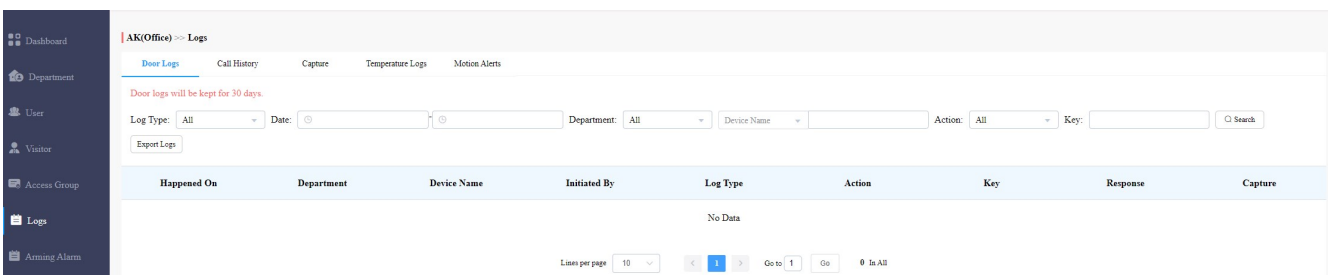 Dashboard
Department
User
Visitor
Access Group
Logs
Arming Alarm
AK(Office) >> Logs
Door Logs Call History Capture Temperature Logs Motion Alerts
Door logs will be kept for 30 days.
Log Type: All Date: - Department: All Device Name Action: All Key: Search
Export Logs
Happened On Department Device Name Initiated By Log Type Action Key Response Capture
No Data
Lines per page 10 < 1 > Go to 1 Go 0 In All